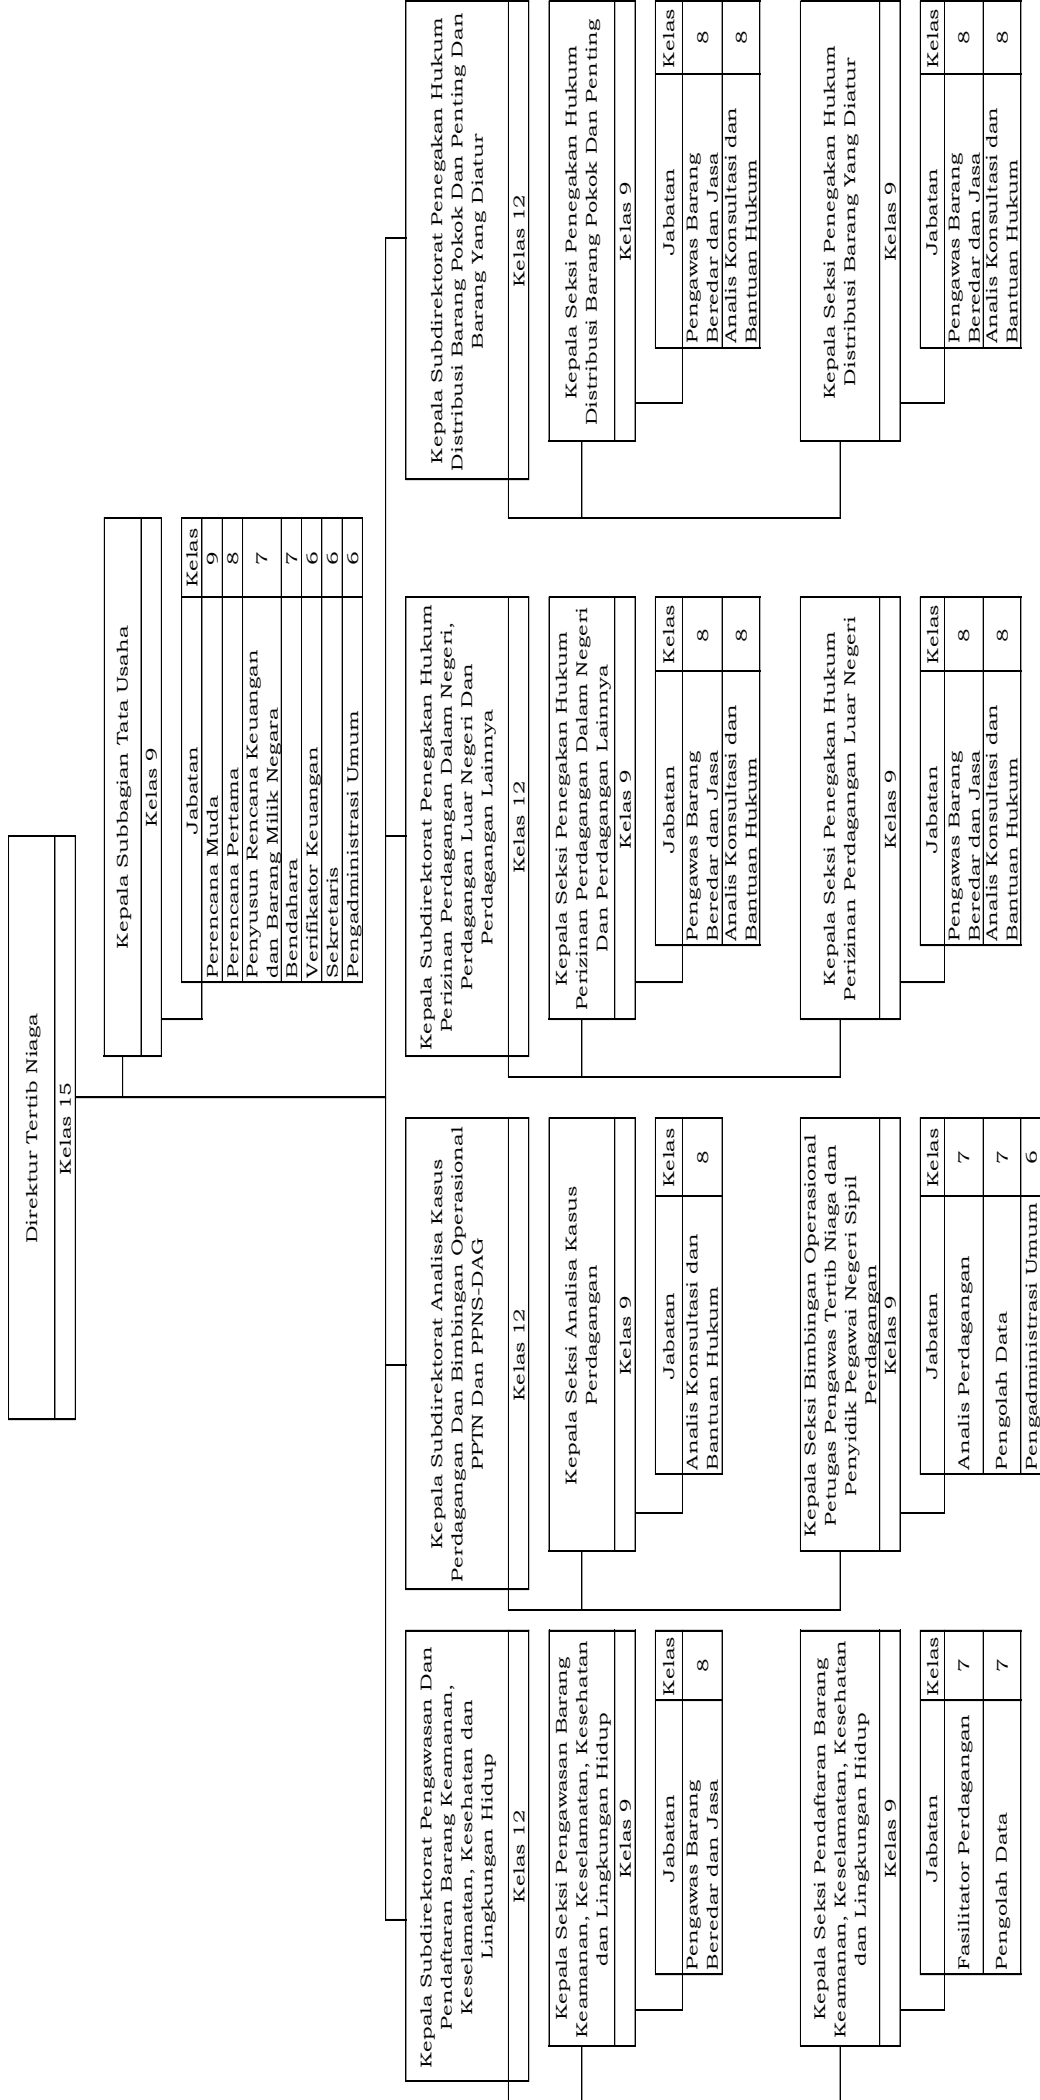 Direktur Tertib Niaga
Kelas 15
Kepala Subbagian Tata Usaha
Kelas 9
Jabatan Kelas
Perencana Muda 9
Perencana Pertama 8
Penyusun Rencana Keuangan
dan Barang Milik Negara 7
Bendahara 7
Verifikator Keuangan 6
Sekretaris 6
Pengadministrasi Umum 6
Kepala Subdirektorat Pengawasan Dan
Pendaftaran Barang Keamanan,
Keselamatan, Kesehatan dan
Lingkungan Hidup
Kelas 12
Kepala Seksi Pengawasan Barang
Keamanan, Keselamatan, Kesehatan
dan Lingkungan Hidup
Kelas 9
Jabatan Kelas
Pengawas Barang
Beredar dan Jasa 8
Kepala Seksi Pendaftaran Barang
Keamanan, Keselamatan, Kesehatan
dan Lingkungan Hidup
Kelas 9
Jabatan Kelas
Fasilitator Perdagangan 7
Pengolah Data 7
Kepala Subdirektorat Analisa Kasus
Perdagangan Dan Bimbingan Operasional
PPTN Dan PPNS-DAG
Kelas 12
Kepala Seksi Analisa Kasus
Perdagangan
Kelas 9
Jabatan Kelas
Analis Konsultasi dan
Bantuan Hukum 8
Kepala Seksi Bimbingan Operasional
Petugas Pengawas Tertib Niaga dan
Penyidik Pegawai Negeri Sipil
Perdagangan
Kelas 9
Jabatan Kelas
Analis Perdagangan 7
Pengolah Data 7
Pengadministrasi Umum 6
Kepala Subdirektorat Penegakan Hukum
Perizinan Perdagangan Dalam Negeri,
Perdagangan Luar Negeri Dan
Perdagangan Lainnya
Kelas 12
Kepala Seksi Penegakan Hukum
Perizinan Perdagangan Dalam Negeri
Dan Perdagangan Lainnya
Kelas 9
Jabatan Kelas
Pengawas Barang
Beredar dan Jasa 8
Analis Konsultasi dan
Bantuan Hukum 8
Kepala Seksi Penegakan Hukum
Perizinan Perdagangan Luar Negeri
Kelas 9
Jabatan Kelas
Pengawas Barang
Beredar dan Jasa 8
Analis Konsultasi dan
Bantuan Hukum 8
Kepala Subdirektorat Penegakan Hukum
Distribusi Barang Pokok Dan Penting Dan
Barang Yang Diatur
Kelas 12
Kepala Seksi Penegakan Hukum
Distribusi Barang Pokok Dan Penting
Kelas 9
Jabatan Kelas
Pengawas Barang
Beredar dan Jasa 8
Analis Konsultasi dan
Bantuan Hukum 8
Kepala Seksi Penegakan Hukum
Distribusi Barang Yang Diatur
Kelas 9
Jabatan Kelas
Pengawas Barang
Beredar dan Jasa 8
Analis Konsultasi dan
Bantuan Hukum 8